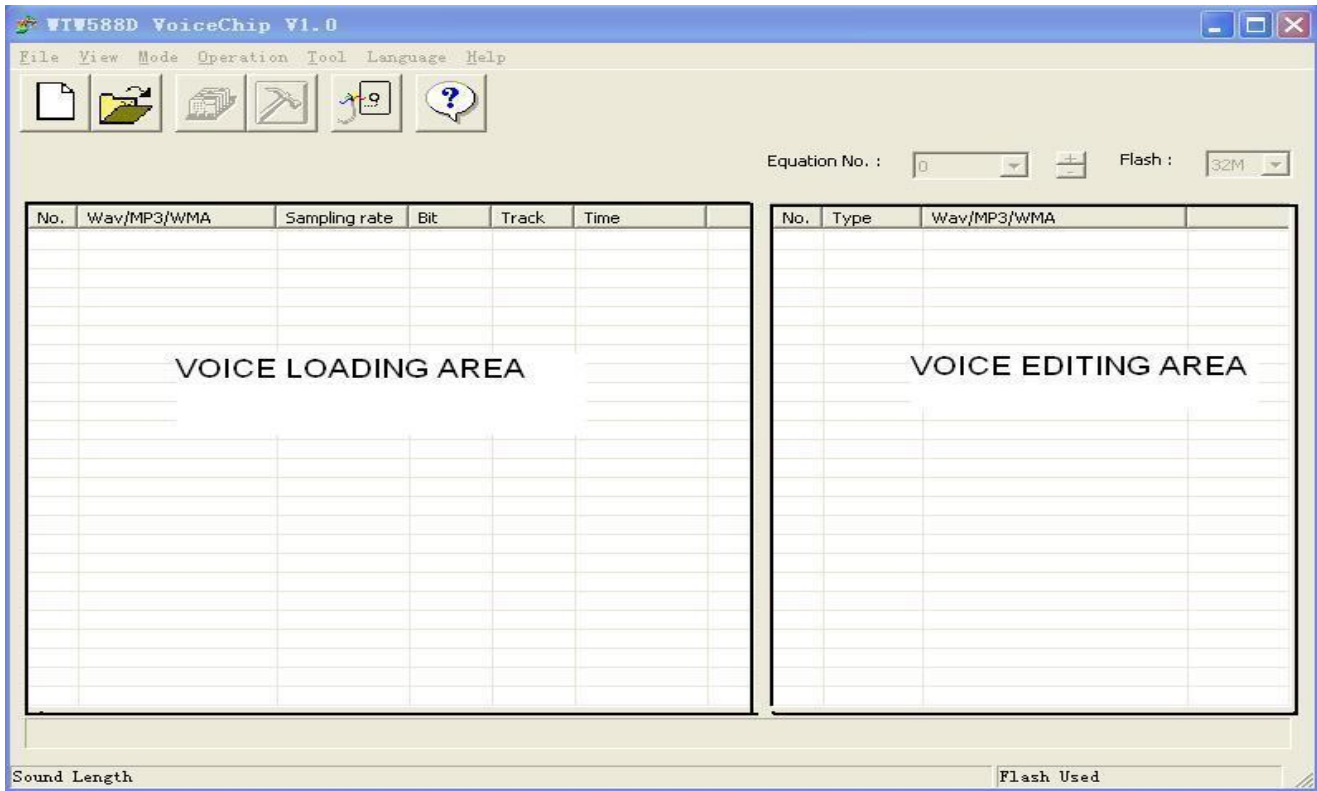 WTW588D VoiceChip V1.0
File View Mode Operation Tool Language Help
Equation No. : 0 + - Flash : 32M
No. Wav/MP3/WMA Sampling rate Bit Track Time
No. Type Wav/MP3/WMA
VOICE LOADING AREA
VOICE EDITING AREA
Sound Length
Flash Used